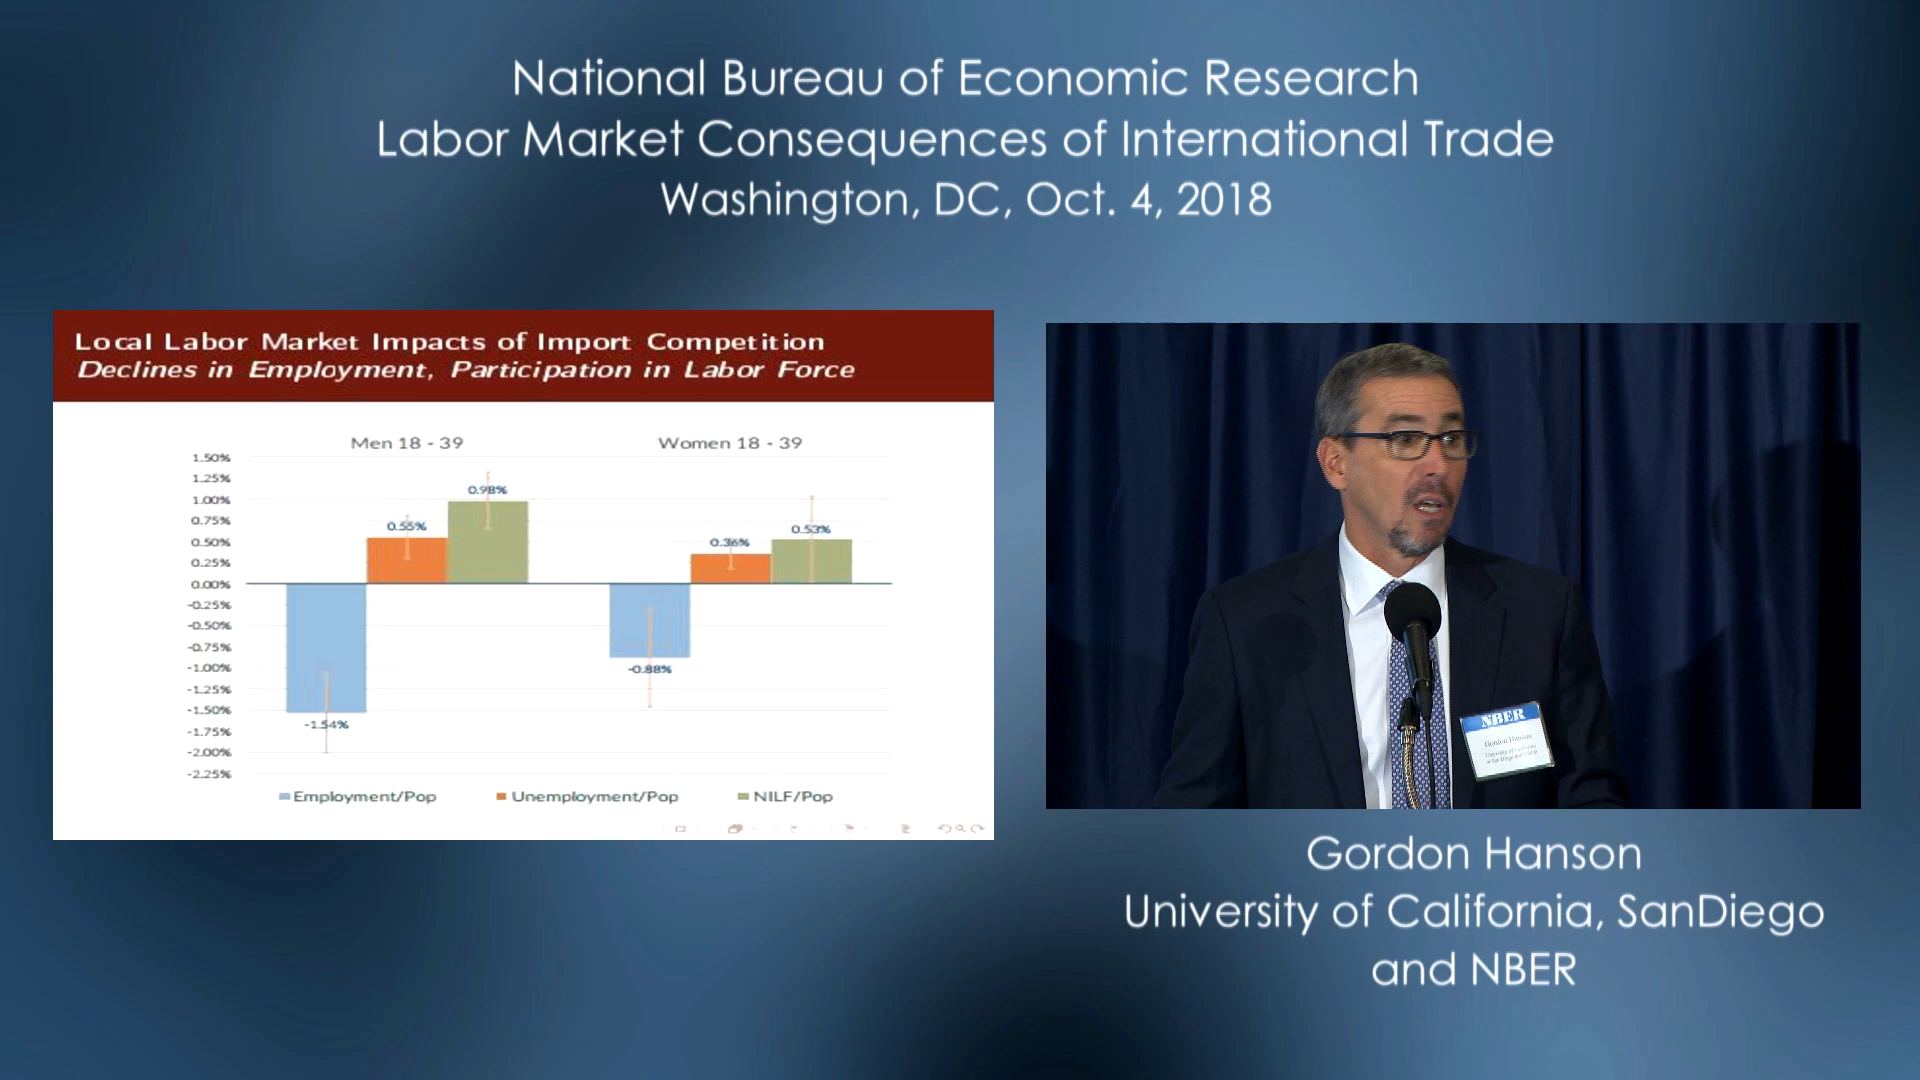 National Bureau of Economic Research
Labor Market Consequences of International Trade
Washington, DC, Oct. 4, 2018
Local Labor Market Impacts of Import Competition
Declines in Employment, Participation in Labor Force
Men 18 - 39
Women 18 - 39
1.50%
1.25%
1.00%
0.75%
0.50%
0.25%
0.00%
-0.25%
-0.50%
-0.75%
-1.00%
-1.25%
-1.50%
-1.75%
-2.00%
-2.25%
-1.54%
0.55%
0.98%
-0.88%
0.36%
0.53%
Employment/Pop
Unemployment/Pop
NILF/Pop
NBER
Gordon Hanson
Gordon Hanson
University of California, SanDiego
and NBER